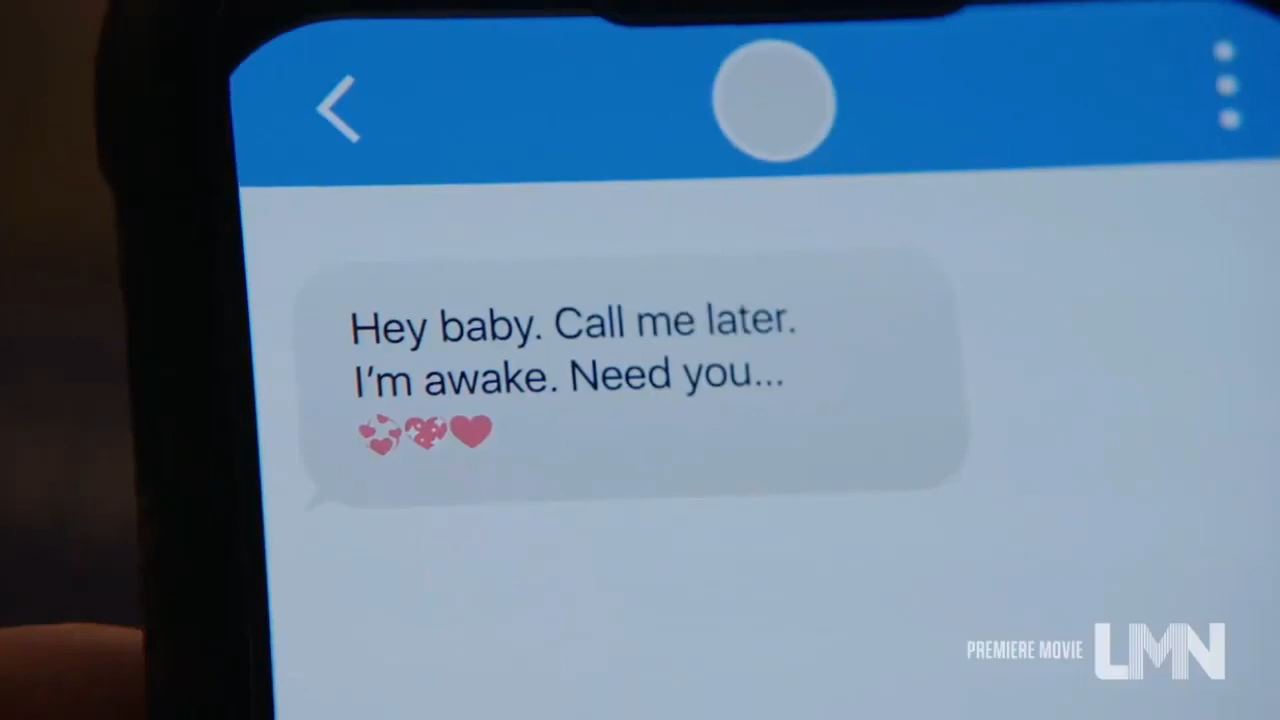 Hey baby. Call me later.
I'm awake. Need you...
💞💖❤
PREMIERE MOVIE LMN